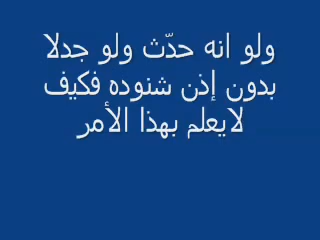 ولو انه حدّث ولو جدلا
بدون إذن شنوده فكيف
لايعلم بهذا الأمر